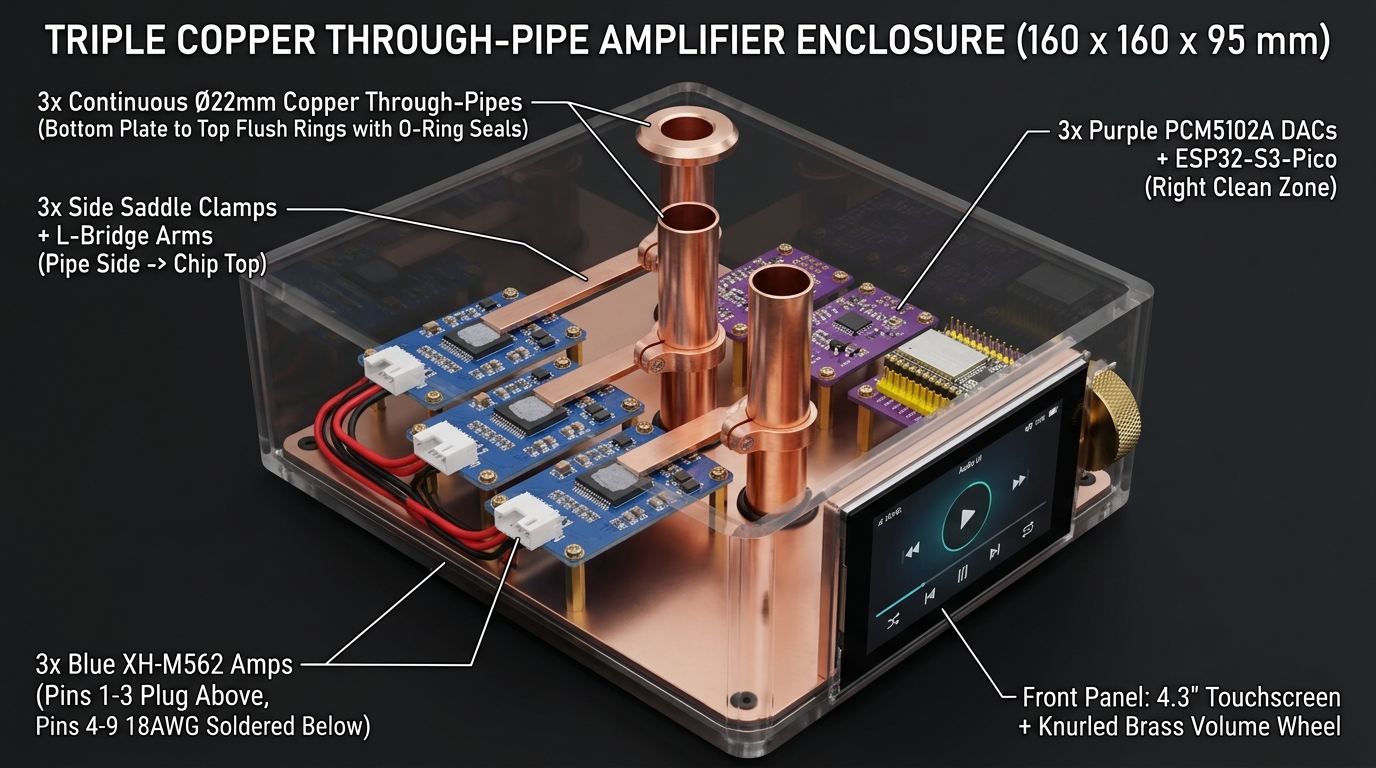 TRIPLE COPPER THROUGH-PIPE AMPLIFIER ENCLOSURE (160 x 160 x 95 mm)
3x Continuous Ø22mm Copper Through-Pipes
(Bottom Plate to Top Flush Rings with O-Ring Seals)
3x Purple PCM5102A DACs
+ ESP32-S3-Pico
(Right Clean Zone)
3x Side Saddle Clamps
+ L-Bridge Arms
(Pipe Side -> Chip Top)
3x Blue XH-M562 Amps
(Pins 1-3 Plug Above,
Pins 4-9 18AWG Soldered Below)
Front Panel: 4.3" Touchscreen
+ Knurled Brass Volume Wheel